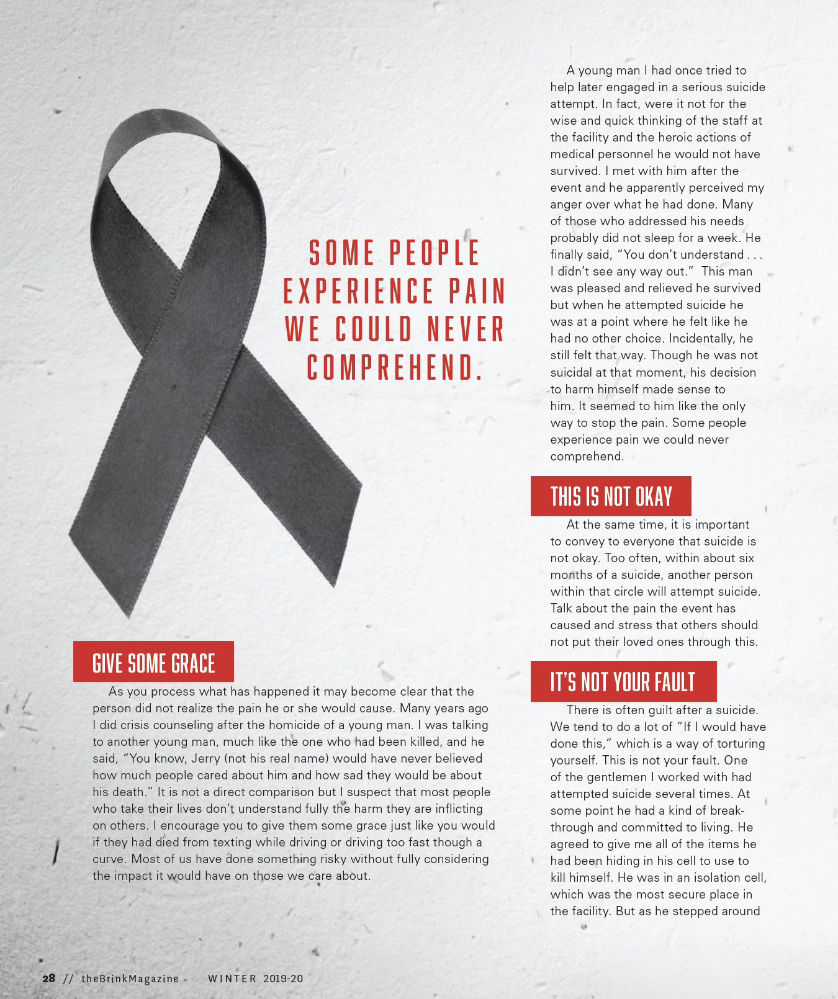 SOME PEOPLE
EXPERIENCE PAIN
WE COULD NEVER
COMPREHEND.
GIVE SOME GRACE
As you process what has happened it may become clear that the
person did not realize the pain he or she would cause. Many years ago
I did crisis counseling after the homicide of a young man. I was talking
to another young man, much like the one who had been killed, and he
said, “You know, Jerry (not his real name) would have never believed
how much people cared about him and how sad they would be about
his death.” It is not a direct comparison but I suspect that most people
who take their lives don’t understand fully the harm they are inflicting
on others. I encourage you to give them some grace just like you would
if they had died from texting while driving or driving too fast though a
curve. Most of us have done something risky without fully considering
the impact it would have on those we care about.
A young man I had once tried to
help later engaged in a serious suicide
attempt. In fact, were it not for the
wise and quick thinking of the staff at
the facility and the heroic actions of
medical personnel he would not have
survived. I met with him after the
event and he apparently perceived my
anger over what he had done. Many
of those who addressed his needs
probably did not sleep for a week. He
finally said, “You don’t understand . . .
I didn’t see any way out.”  This man
was pleased and relieved he survived
but when he attempted suicide he
was at a point where he felt like he
had no other choice. Incidentally, he
still felt that way. Though he was not
suicidal at that moment, his decision
to harm himself made sense to
him. It seemed to him like the only
way to stop the pain. Some people
experience pain we could never
comprehend.
THIS IS NOT OKAY
At the same time, it is important
to convey to everyone that suicide is
not okay. Too often, within about six
months of a suicide, another person
within that circle will attempt suicide.
Talk about the pain the event has
caused and stress that others should
not put their loved ones through this.
IT’S NOT YOUR FAULT
There is often guilt after a suicide.
We tend to do a lot of “If I would have
done this,” which is a way of torturing
yourself. This is not your fault. One
of the gentlemen I worked with had
attempted suicide several times. At
some point he had a kind of break-
through and committed to living. He
agreed to give me all of the items he
had been hiding in his cell to use to
kill himself. He was in an isolation cell,
which was the most secure place in
the facility. But as he stepped around
28 // theBrinkMagazine WINTER 2019-20